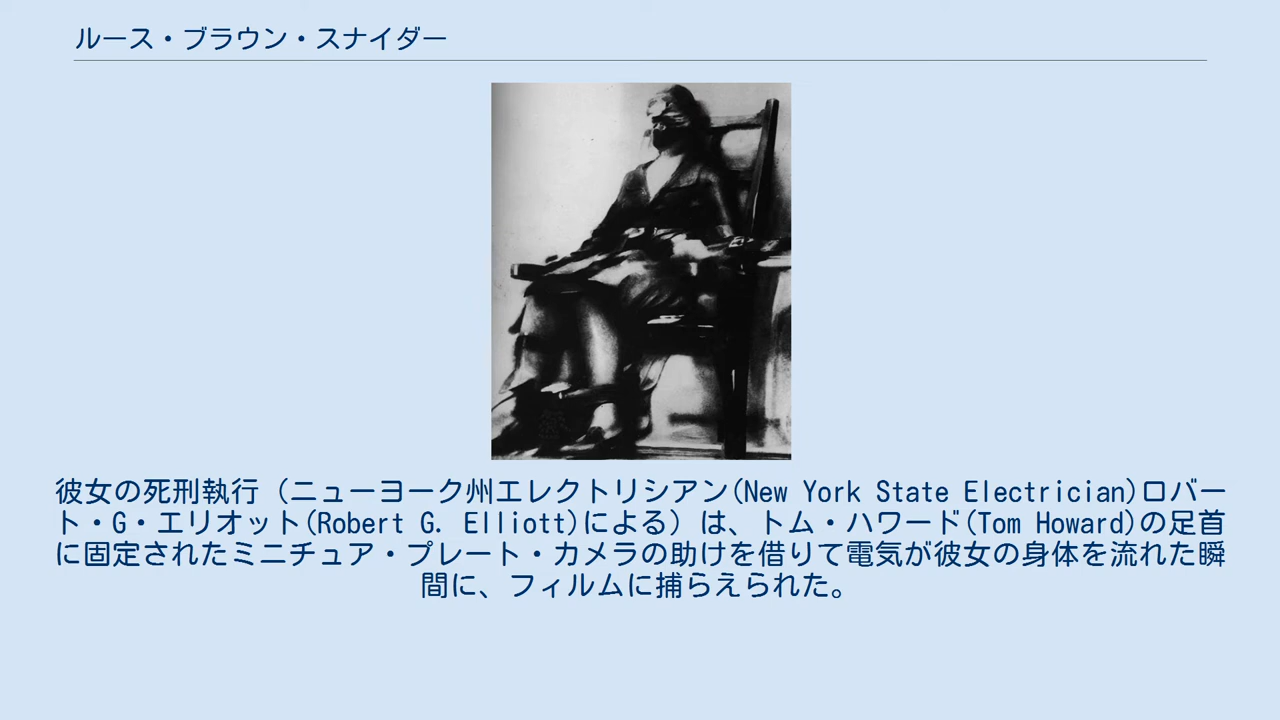 ルース・ブラウン・スナイダー
彼女の死刑執行（ニューヨーク州エレクトリシアン(New York State Electrician)ロバー
ト・G・エリオット(Robert G. Elliott)による）は、トム・ハワード(Tom Howard)の足首
に固定されたミニチュア・プレート・カメラの助けを借りて電気が彼女の身体を流れた瞬
間に、フィルムに捕らえられた。